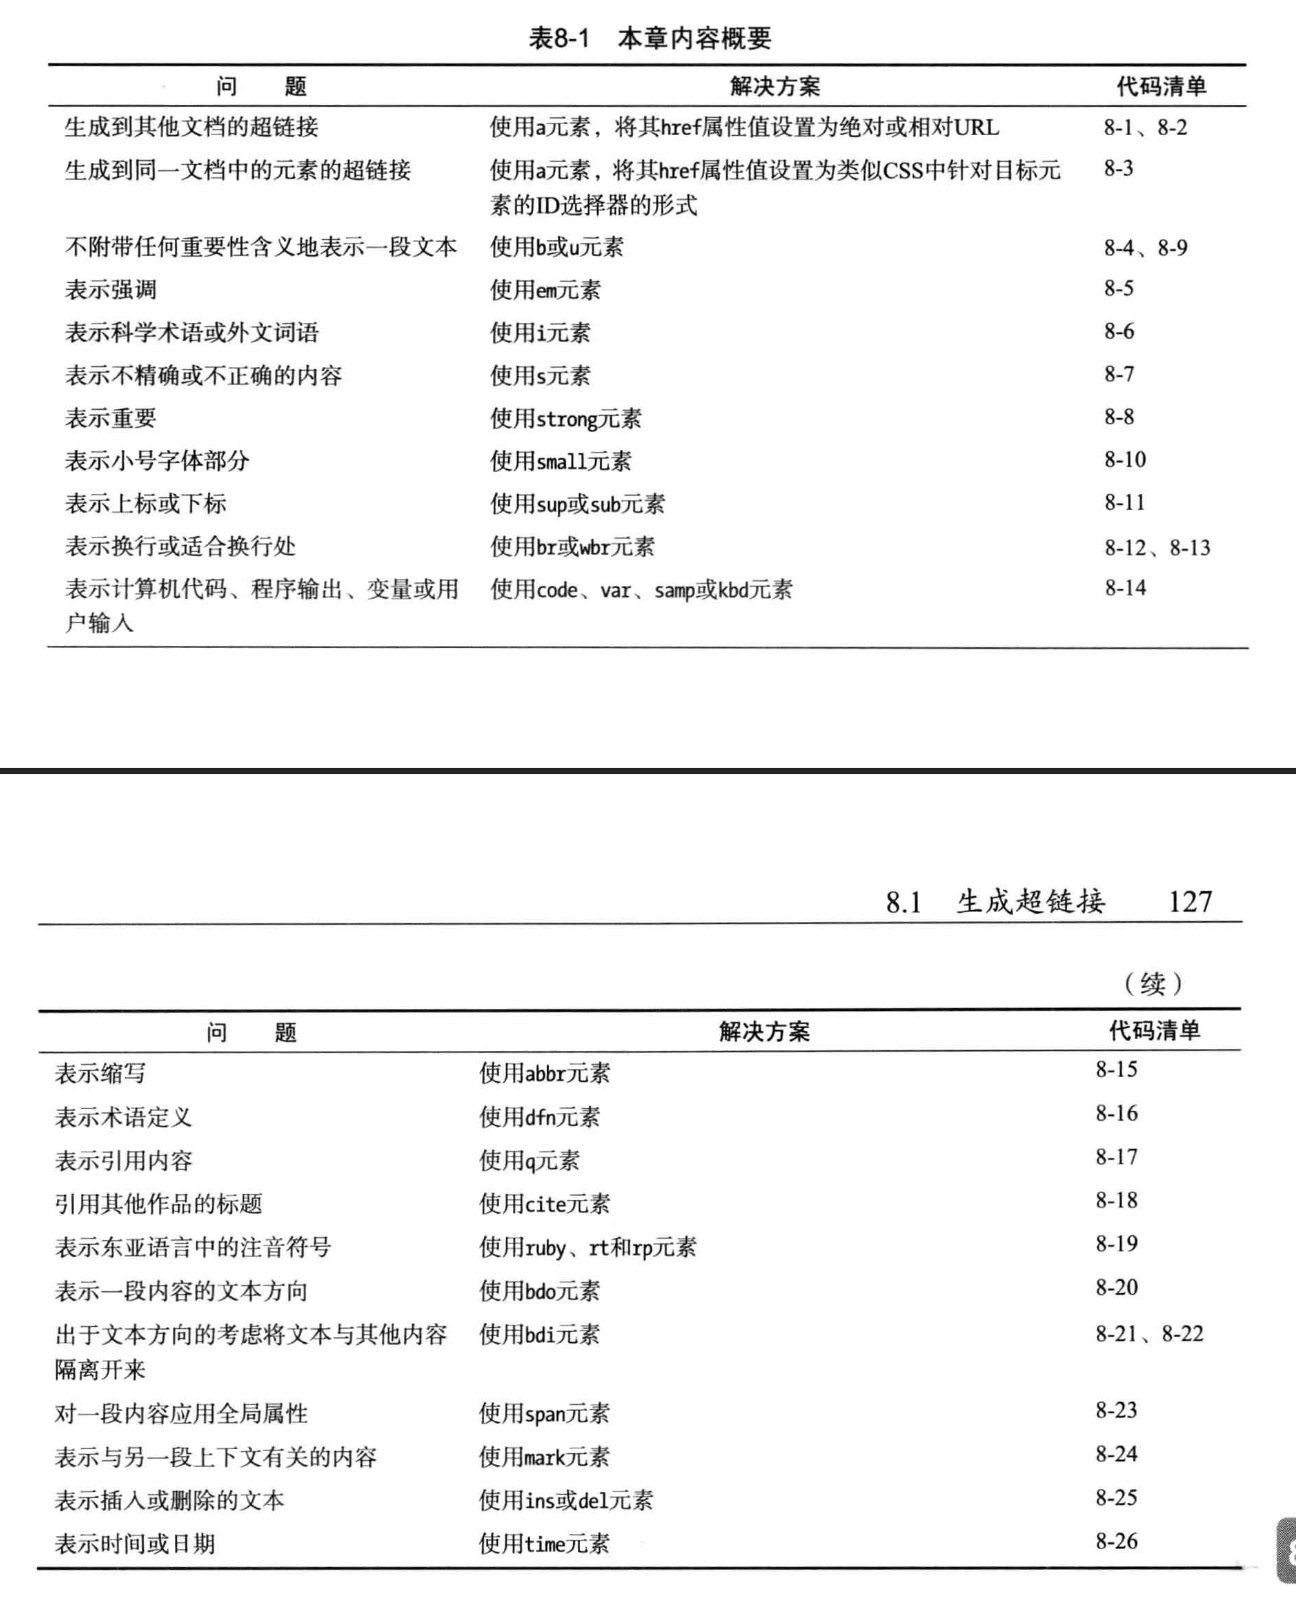 表8-1 本章内容概要
问 题 解决方案 代码清单
生成到其他文档的超链接 使用a元素，将其href属性值设置为绝对或相对URL 8-1、8-2
生成到同一文档中的元素的超链接 使用a元素，将其href属性值设置为类似CSS中针对目标元 8-3
素的ID选择器的形式
不附带任何重要性含义地表示一段文本 使用b或u元素 8-4、8-9
表示强调 使用em元素 8-5
表示科学术语或外文词语 使用i元素 8-6
表示不精确或不正确的内容 使用s元素 8-7
表示重要 使用strong元素 8-8
表示小号字体部分 使用small元素 8-10
表示上标或下标 使用sup或sub元素 8-11
表示换行或适合换行处 使用br或wbr元素 8-12、8-13
表示计算机代码、程序输出、变量或用 使用code、var、samp或kbd元素 8-14
户输入
8.1 生成超链接 127
（续）
问 题 解决方案 代码清单
表示缩写 使用abbr元素 8-15
表示术语定义 使用dfn元素 8-16
表示引用内容 使用q元素 8-17
引用其他作品的标题 使用cite元素 8-18
表示东亚语言中的注音符号 使用ruby、rt和rp元素 8-19
表示一段内容的文本方向 使用bdo元素 8-20
出于文本方向的考虑将文本与其他内容 使用bdi元素 8-21、8-22
隔离开来
对一段内容应用全局属性 使用span元素 8-23
表示与另一段上下文有关的内容 使用mark元素 8-24
表示插入或删除的文本 使用ins或del元素 8-25
表示时间或日期 使用time元素 8-26